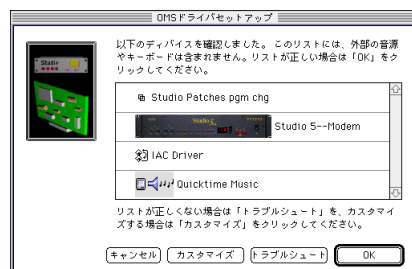 OMSドライバセットアップ
以下のディバイスを確認しました。このリストには、外部の音源
やキーボードは含まれません。リストが正しい場合は「OK」をク
リックしてください。
Studio
Studio Patches pgm chg
Studio 5
Studio 5--Modem
IAC Driver
Quicktime Music
リストが正しくない場合は「トラブルシュート」を、カスタマイ
ズする場合は「カスタマイズ」をクリックしてください。
キャンセル カスタマイズ トラブルシュート OK